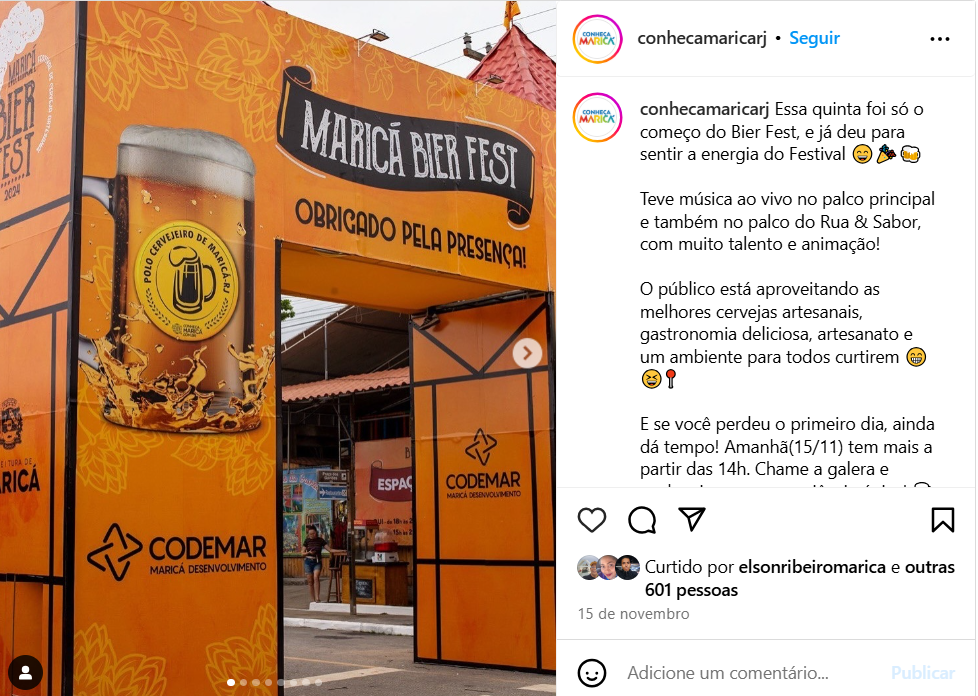 MARICÁ
BIER
FEST
2024
MARICÁ BIER FEST
OBRIGADO PELA PRESENÇA!
POLO CERVEJEIRO DE MARICÁ-RJ
CONHEÇA
MARICÁ
EITURA DE
RICÁ
CODEMAR
MARICÁ DESENVOLVIMENTO
CODEMAR
MARICÁ DESENVOLVIMENTO
ESPAÇ
CONHEÇA
MARICÁ
conhecamaricarj • Seguir
CONHEÇA
MARICÁ
conhecamaricarj Essa quinta foi só o
começo do Bier Fest, e já deu para
sentir a energia do Festival 😄🎉🍻
Teve música ao vivo no palco principal
e também no palco do Rua & Sabor,
com muito talento e animação!
O público está aproveitando as
melhores cervejas artesanais,
gastronomia deliciosa, artesanato e
um ambiente para todos curtirem 😁
😆📍
E se você perdeu o primeiro dia, ainda
dá tempo! Amanhã(15/11) tem mais a
partir das 14h. Chame a galera e
Curtido por elsonribeiromarica e outras
601 pessoas
15 de novembro
Adicione um comentário... Publicar